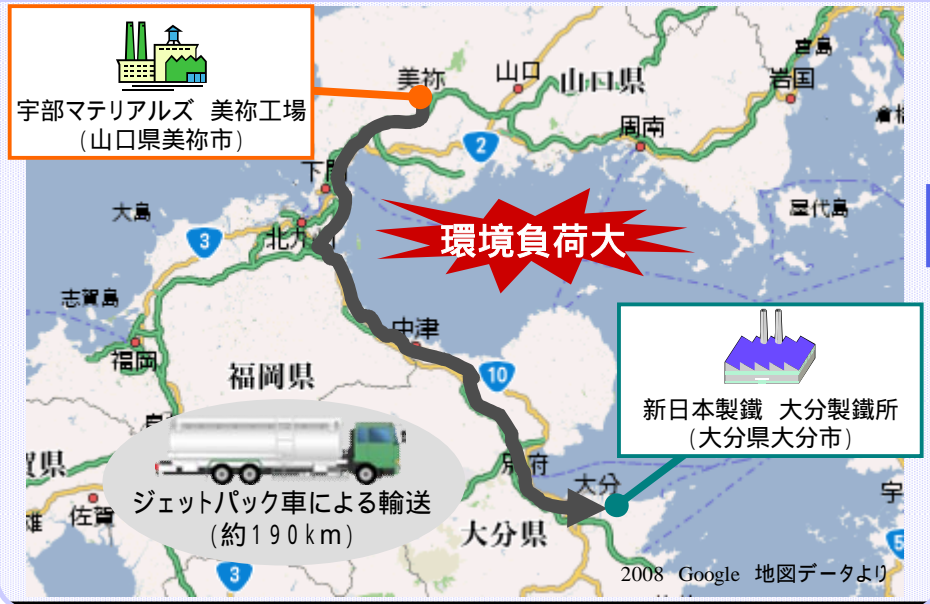 宇部マテリアルズ 美祢工場
(山口県美祢市)
美祢
山口
山口県
宮島
岩国
周南
2
下関
大島
3
環境負荷大
屋代島
志賀島
福岡
福岡県
中津
10
新日本製鐵 大分製鐵所
(大分県大分市)
ジェットパック車による輸送
(約190km)
佐賀
別府
大分
大分県
3
5
2008 Google 地図データより